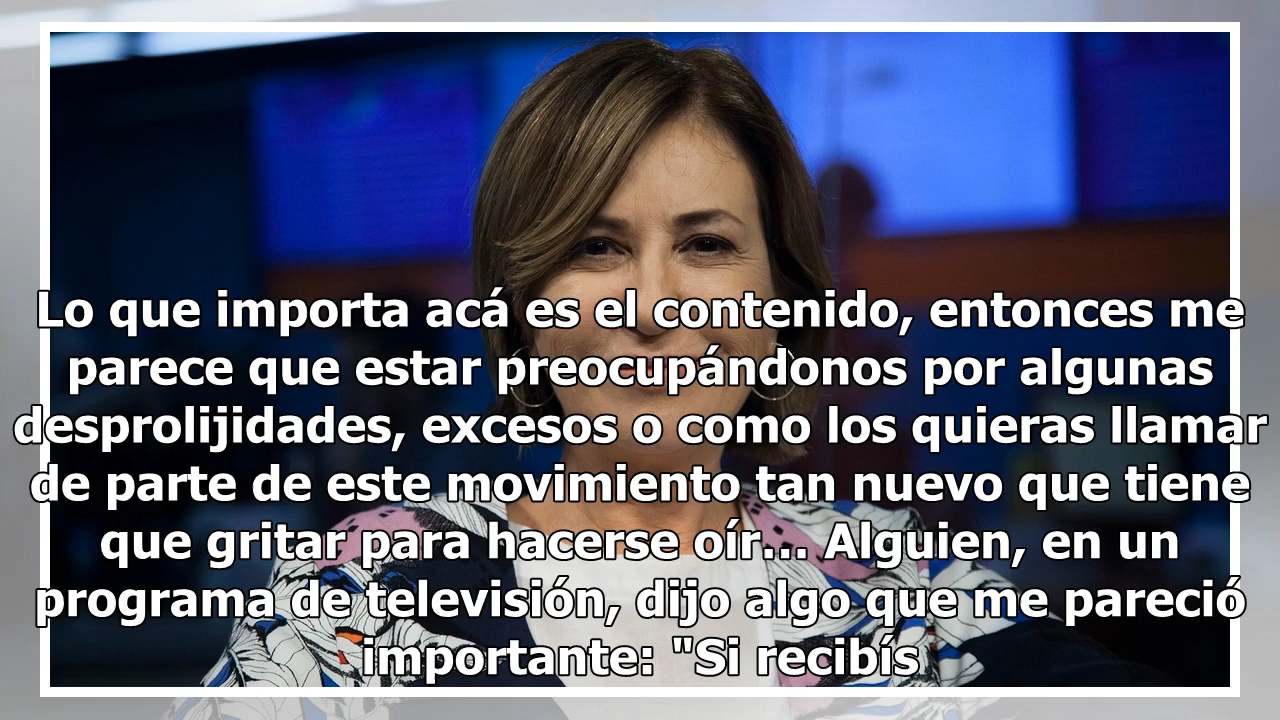 Lo que importa acá es el contenido, entonces me
parece que estar preocupándonos por algunas
desprolijidades, excesos o como los quieras llamar
de parte de este movimiento tan nuevo que tiene
que gritar para hacerse oír... Alguien, en un
programa de televisión, dijo algo que me pareció
importante: "Si recibís